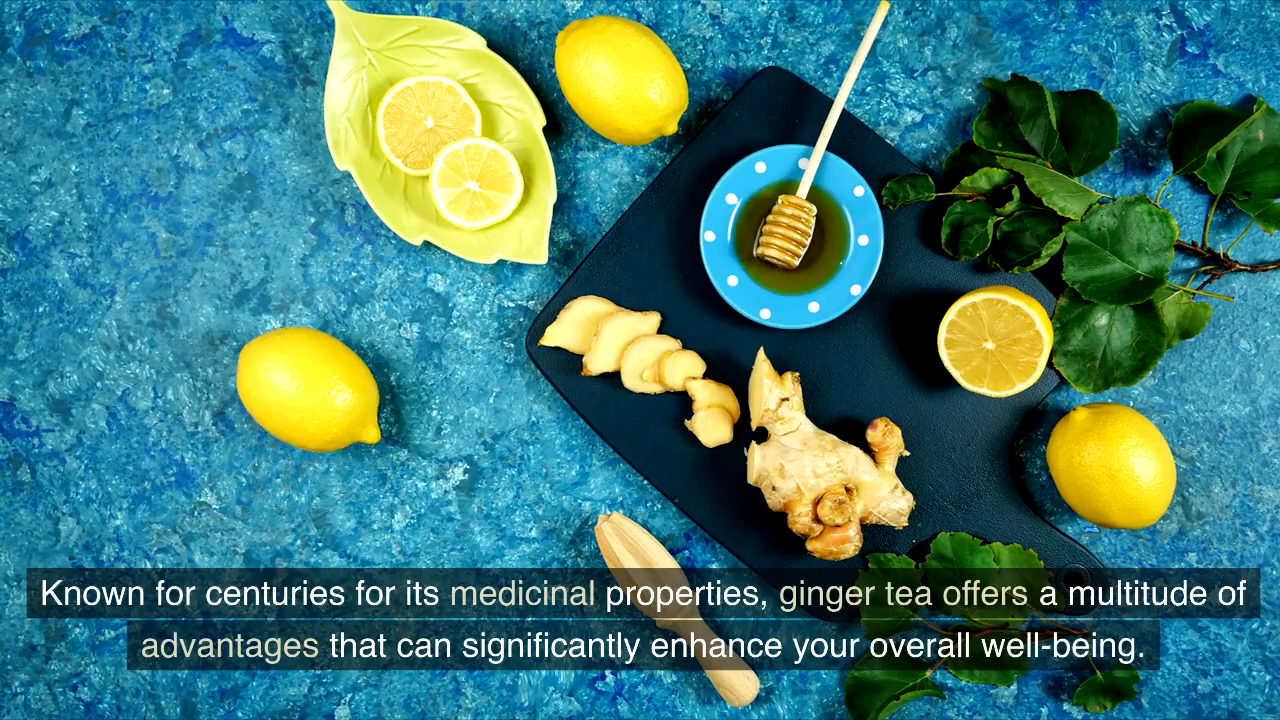 Known for centuries for its medicinal properties, ginger tea offers a multitude of
advantages that can significantly enhance your overall well-being.